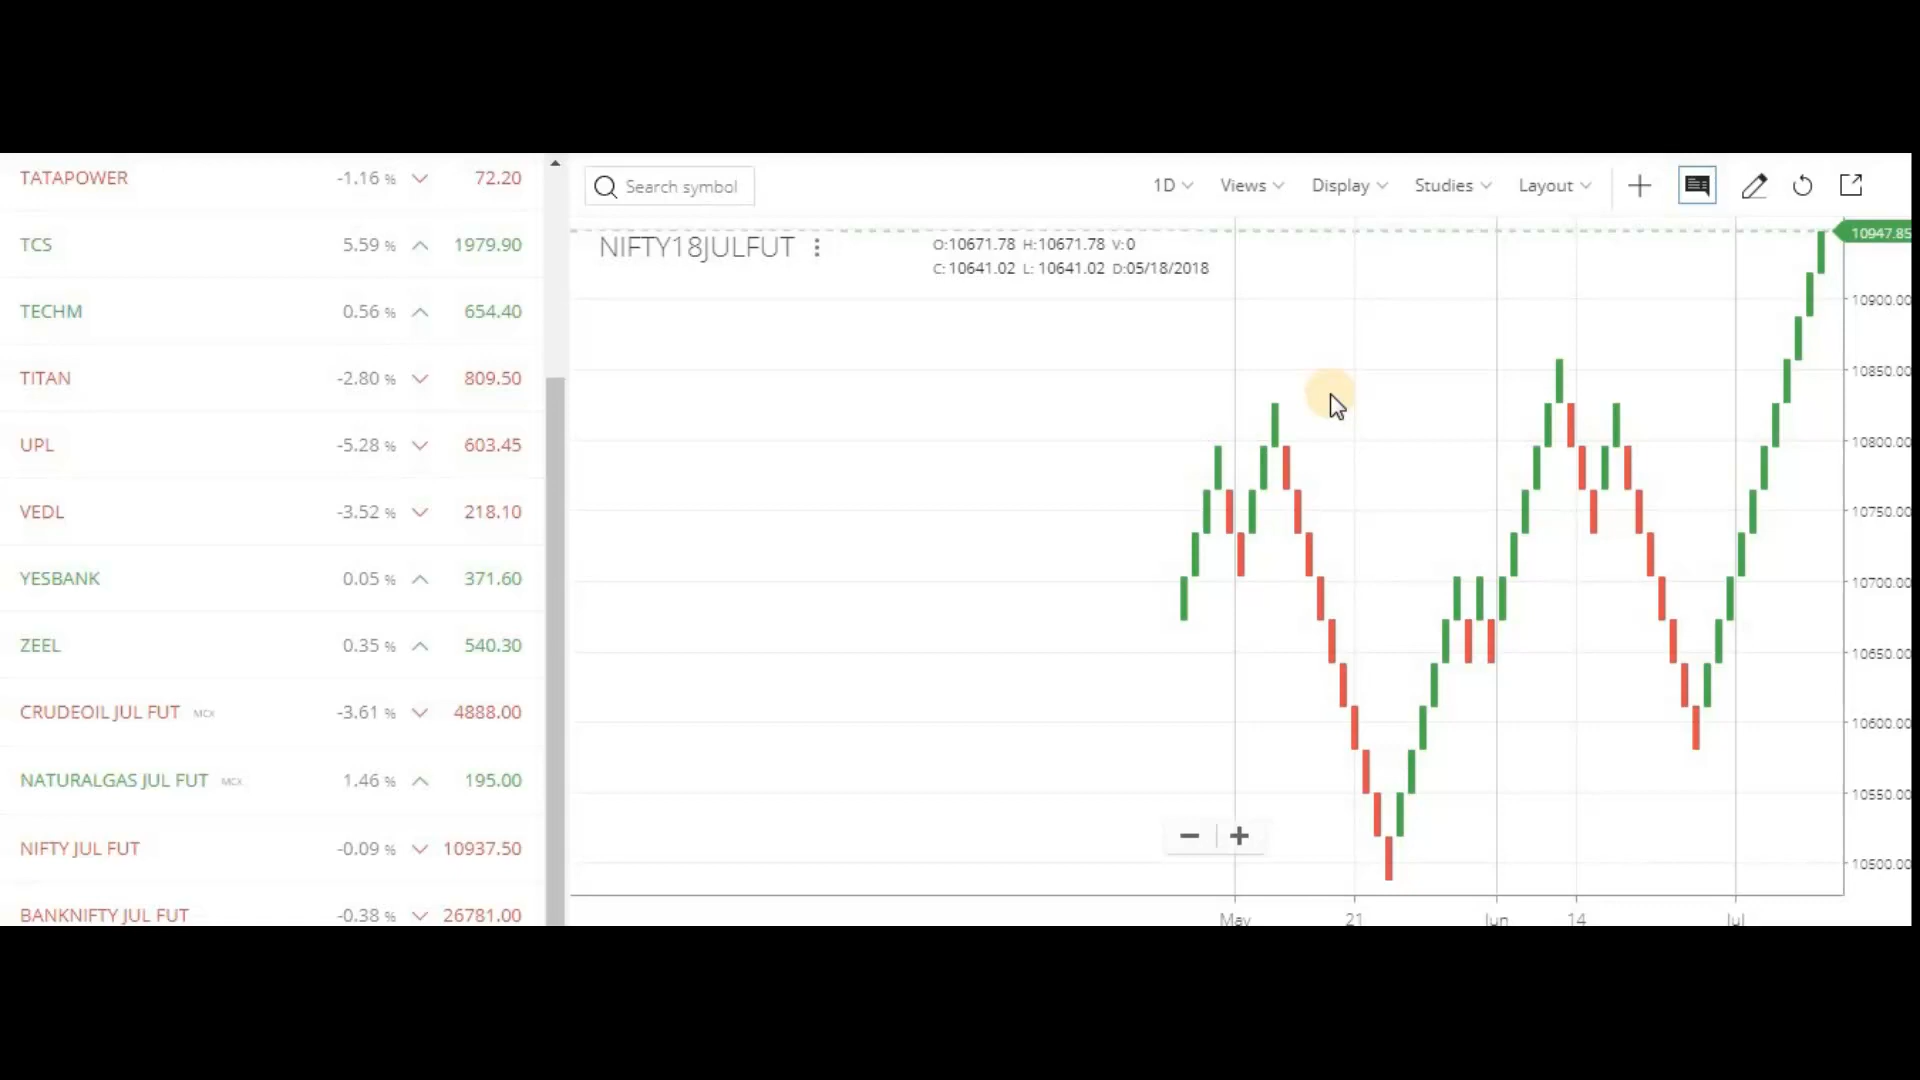 TATAPOWER -1.16 % 72.20
TCS 5.59 % 1979.90
TECHM 0.56 % 654.40
TITAN -2.80 % 809.50
UPL -5.28 % 603.45
VEDL -3.52 % 218.10
YESBANK 0.05 % 371.60
ZEEL 0.35 % 540.30
CRUDEOIL JUL FUT MCX -3.61 % 4888.00
NATURALGAS JUL FUT MCX 1.46 % 195.00
NIFTY JUL FUT -0.09 % 10937.50
BANKNIFTY JUL FUT -0.38 % 26781.00
Search symbol 1D Views Display Studies Layout
NIFTY18JULFUT
O:10671.78 H:10671.78 V:0
C:10641.02 L:10641.02 D:05/18/2018
10947.85
10900.00
10850.00
10800.00
10750.00
10700.00
10650.00
10600.00
10550.00
10500.00
May 21 Jun 14 Jul